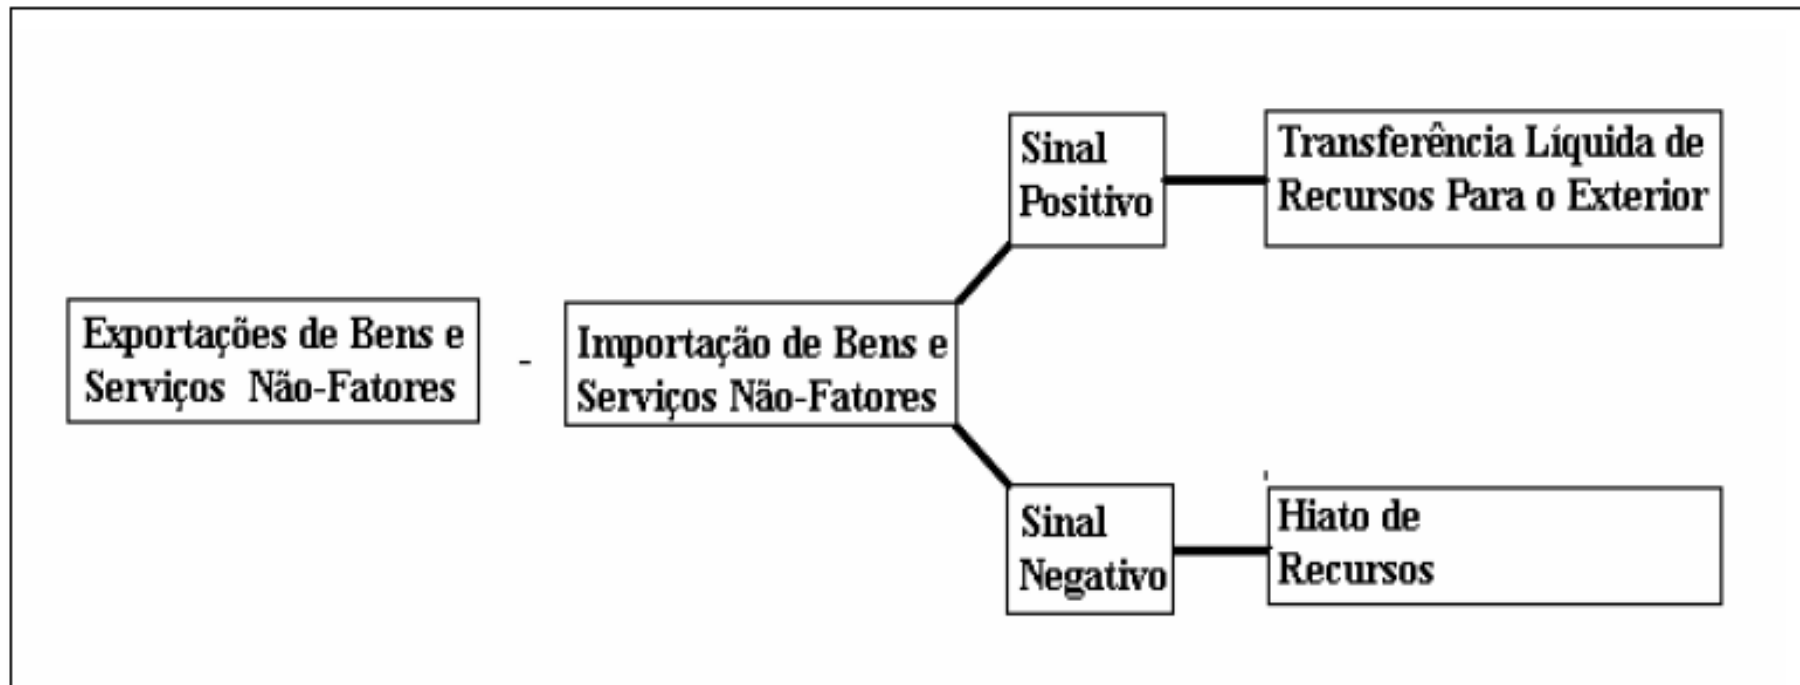 Exportações de Bens e
Serviços Não-Fatores
-
Importação de Bens e
Serviços Não-Fatores
Sinal
Positivo
Transferência Líquida de
Recursos Para o Exterior
Sinal
Negativo
Hiato de
Recursos